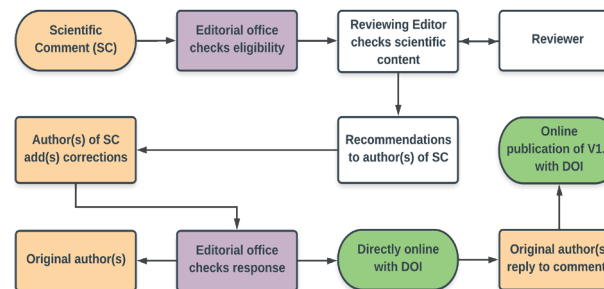 Scientific
Comment (SC)
Editorial office
checks eligibility
Reviewing Editor
checks scientific
content
Reviewer
Author(s) of SC
add(s) corrections
Recommendations
to author(s) of SC
Online
publication of V1.
with DOI
Original author(s)
Editorial office
checks response
Directly online
with DOI
Original author(s
reply to comment